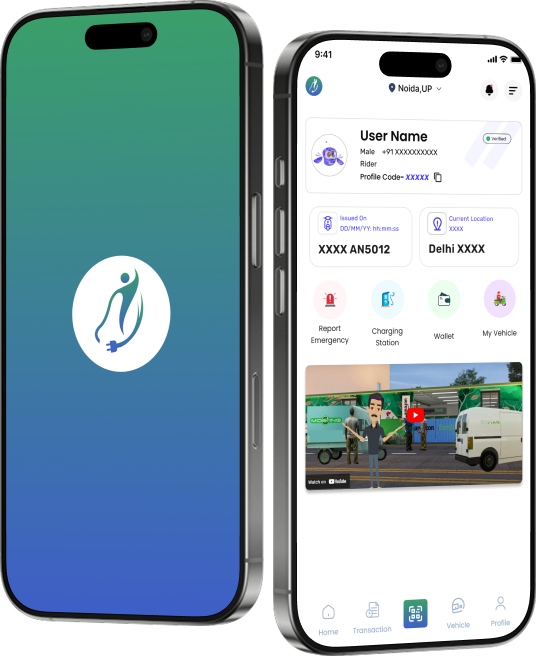 9:41
Noida,UP
User Name
Verified
Male +91 XXXXXXXXXX
Rider
Profile Code- XXXXX
Issued On
DD/MM/YY; hh:mm:ss
XXXX AN5012
Current Location
XXXX
Delhi XXXX
Report
Emergency
Charging
Station
Wallet
My Vehicle
Watch on YouTube
Home
Transaction
Vehicle
Profile